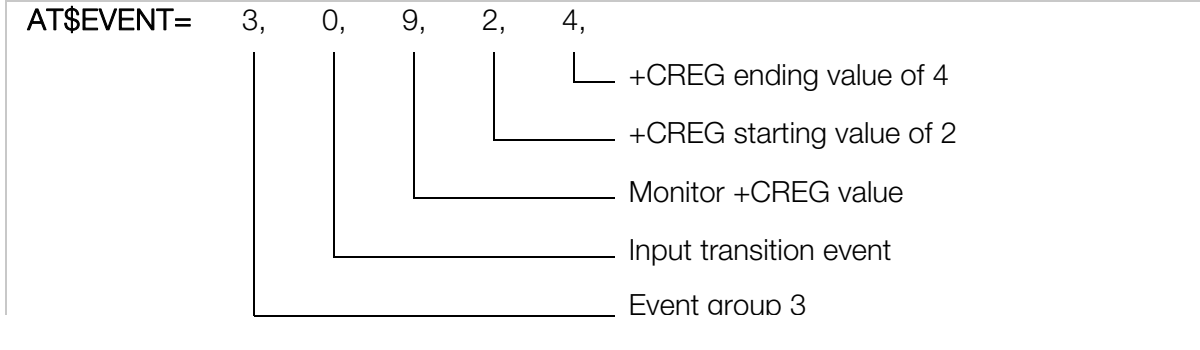 AT$EVENT= 3, 0, 9, 2, 4,
+CREG ending value of 4
+CREG starting value of 2
Monitor +CREG value
Input transition event
Event group 3